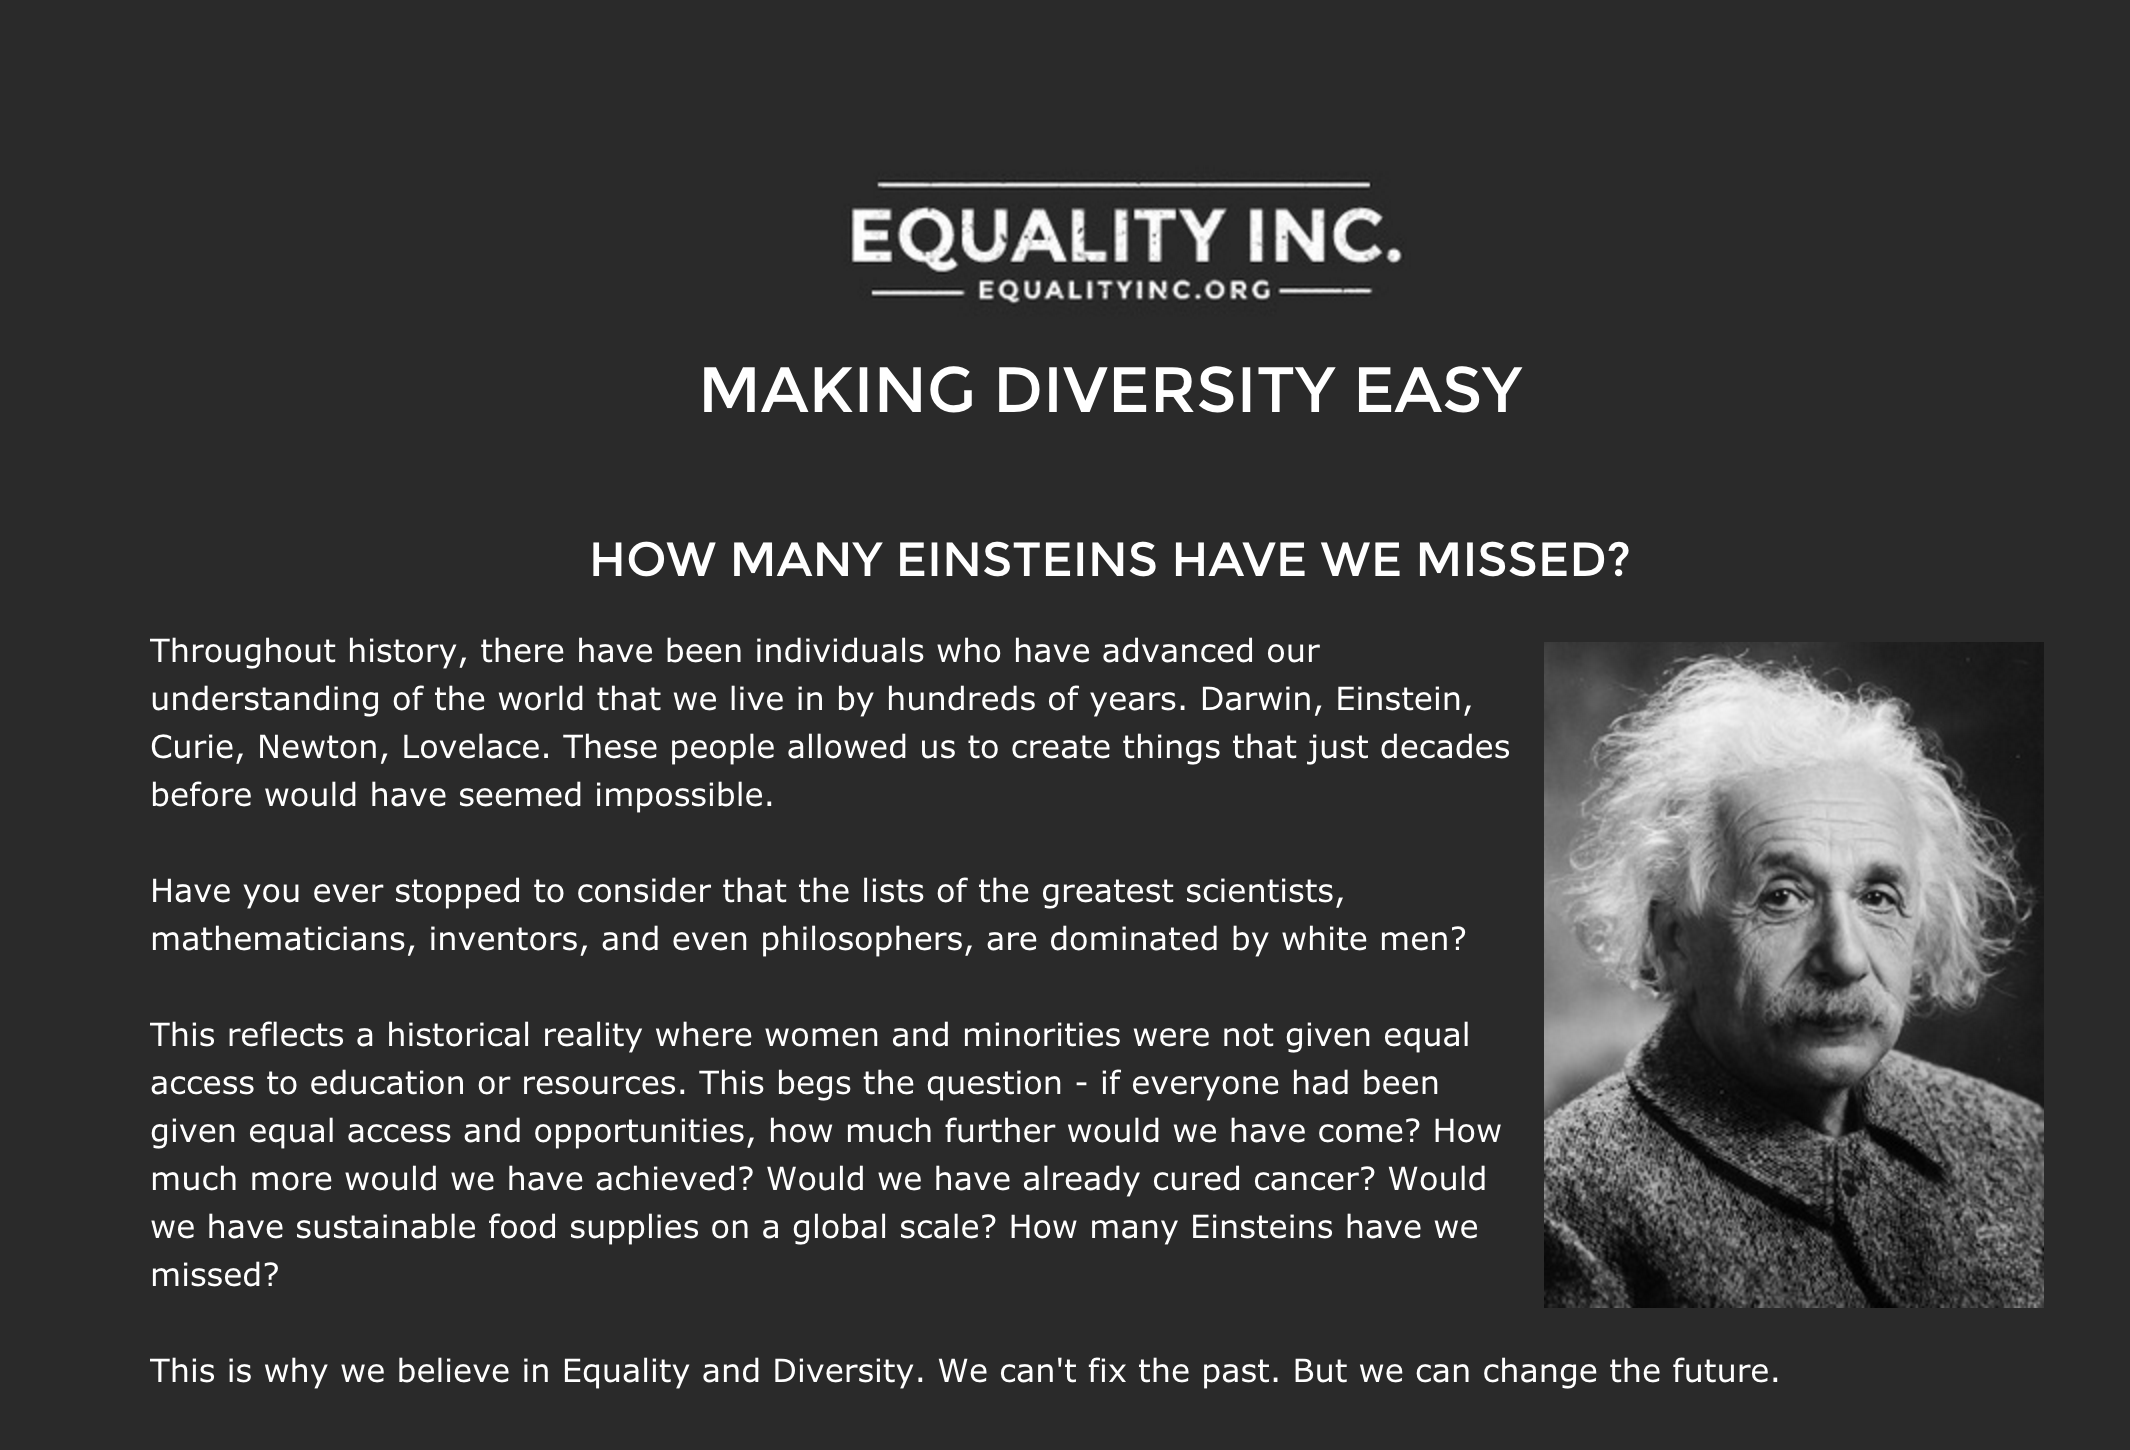 EQUALITY INC.
EQUALITYINC.ORG
MAKING DIVERSITY EASY
HOW MANY EINSTEINS HAVE WE MISSED?
Throughout history, there have been individuals who have advanced our
understanding of the world that we live in by hundreds of years. Darwin, Einstein,
Curie, Newton, Lovelace. These people allowed us to create things that just decades
before would have seemed impossible.
Have you ever stopped to consider that the lists of the greatest scientists,
mathematicians, inventors, and even philosophers, are dominated by white men?
This reflects a historical reality where women and minorities were not given equal
access to education or resources. This begs the question - if everyone had been
given equal access and opportunities, how much further would we have come? How
much more would we have achieved? Would we have already cured cancer? Would
we have sustainable food supplies on a global scale? How many Einsteins have we
missed?
This is why we believe in Equality and Diversity. We can't fix the past. But we can change the future.